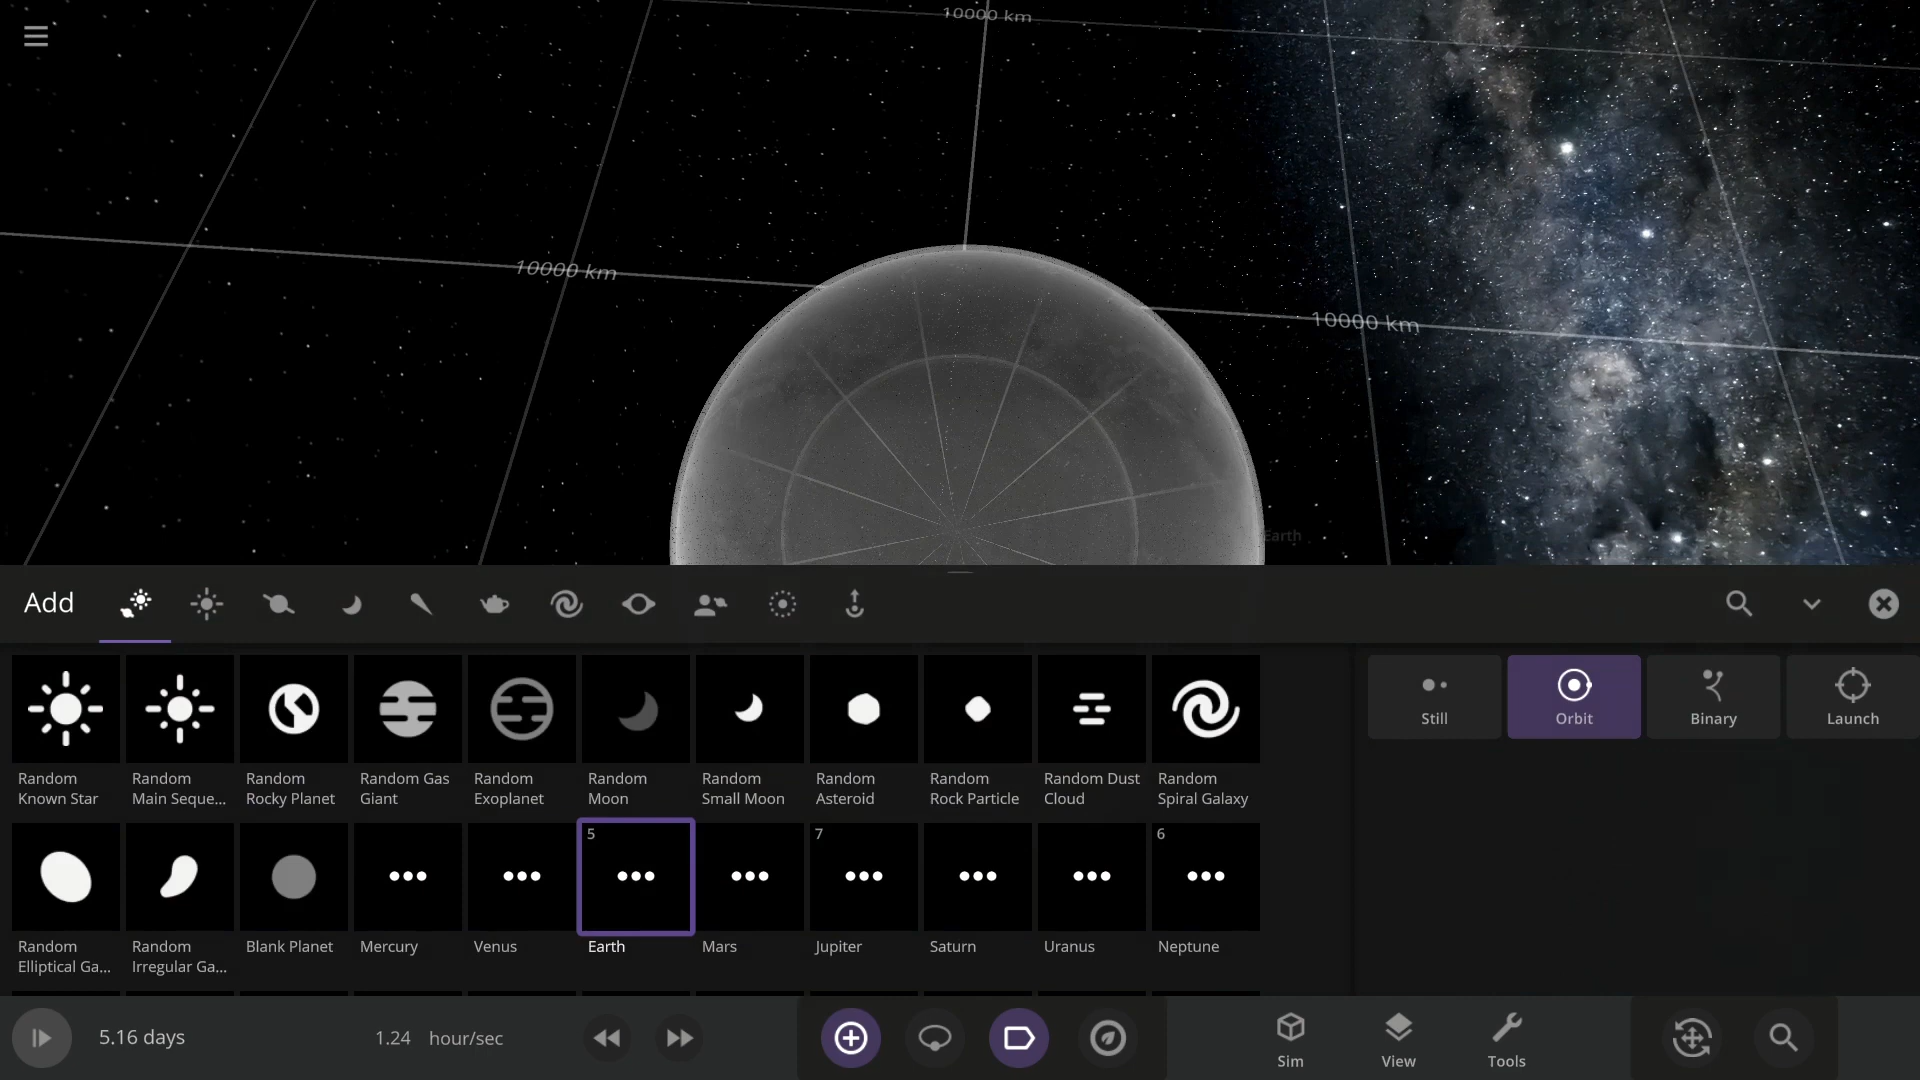 10000 km
10000 km
10000 km
Earth
Add
Still
Orbit
Binary
Launch
Random
Known Star
Random
Main Seque...
Random
Rocky Planet
Random Gas
Giant
Random
Exoplanet
Random
Moon
Random
Small Moon
Random
Asteroid
Random
Rock Particle
Random Dust
Cloud
Random
Spiral Galaxy
5
7
6
Random
Elliptical Ga...
Random
Irregular Ga...
Blank Planet
Mercury
Venus
Earth
Mars
Jupiter
Saturn
Uranus
Neptune
5.16 days
1.24 hour/sec
Sim
View
Tools